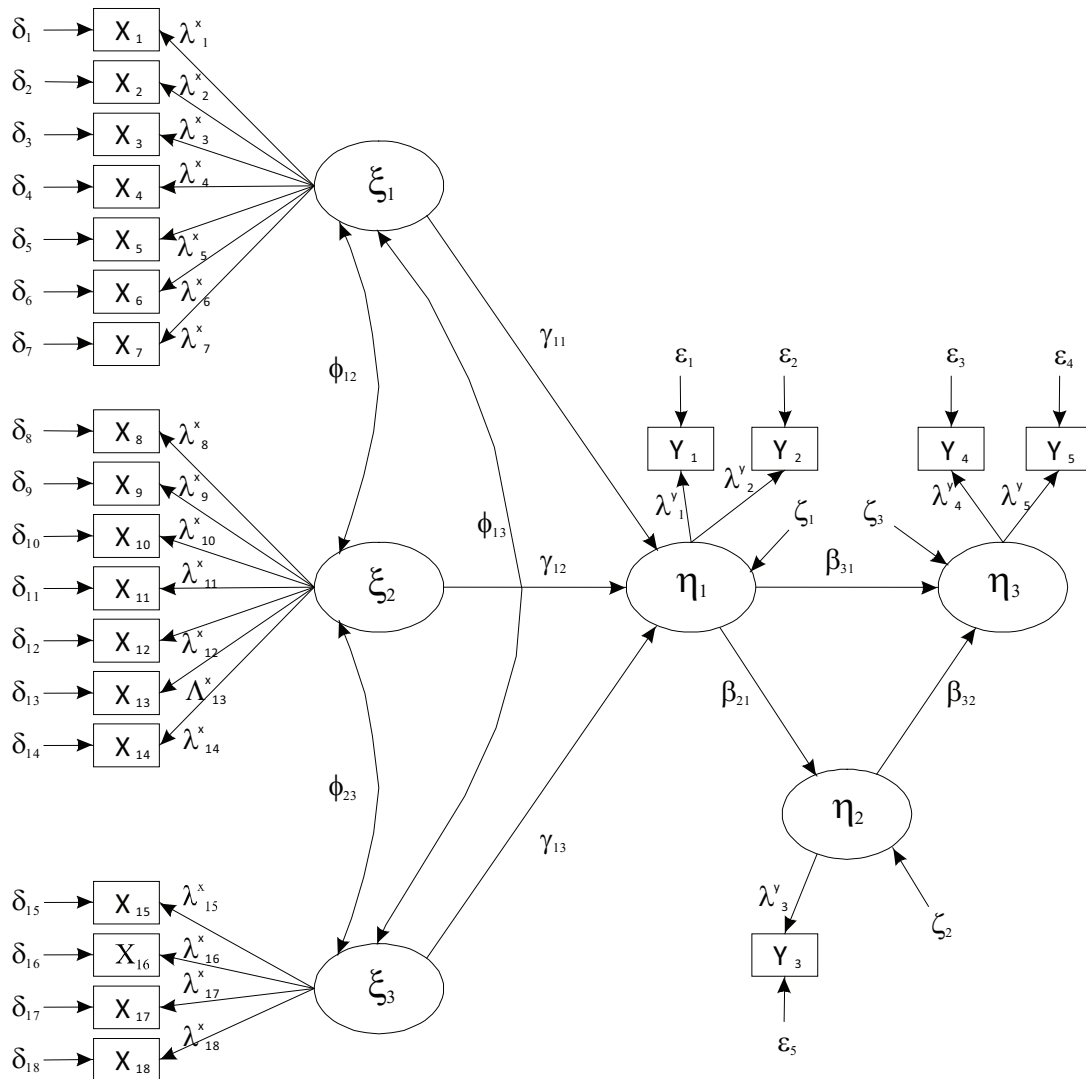 δ₁ X₁ λˣ₁
δ₂ X₂ λˣ₂
δ₃ X₃ λˣ₃
δ₄ X₄ λˣ₄
δ₅ X₅ λˣ₅
δ₆ X₆ λˣ₆
δ₇ X₇ λˣ₇
ξ₁
γ₁₁
ϕ₁₂
δ₈ X₈ λˣ₈
δ₉ X₉ λˣ₉
δ₁₀ X₁₀ λˣ₁₀
δ₁₁ X₁₁ λˣ₁₁
δ₁₂ X₁₂ λˣ₁₂
δ₁₃ X₁₃ Λˣ₁₃
δ₁₄ X₁₄ λˣ₁₄
ξ₂
ϕ₁₃
γ₁₂
ϕ₂₃
γ₁₃
δ₁₅ X₁₅ λˣ₁₅
δ₁₆ X₁₆ λˣ₁₆
δ₁₇ X₁₇ λˣ₁₇
δ₁₈ X₁₈ λˣ₁₈
ξ₃
ε₁ ε₂ ε₃ ε₄
Y₁ Y₂ Y₄ Y₅
λʸ₁ λʸ₂ λʸ₄ λʸ₅
ζ₁ ζ₃
η₁ β₃₁ η₃
β₂₁ β₃₂
η₂
λʸ₃ ζ₂
Y₃
ε₅